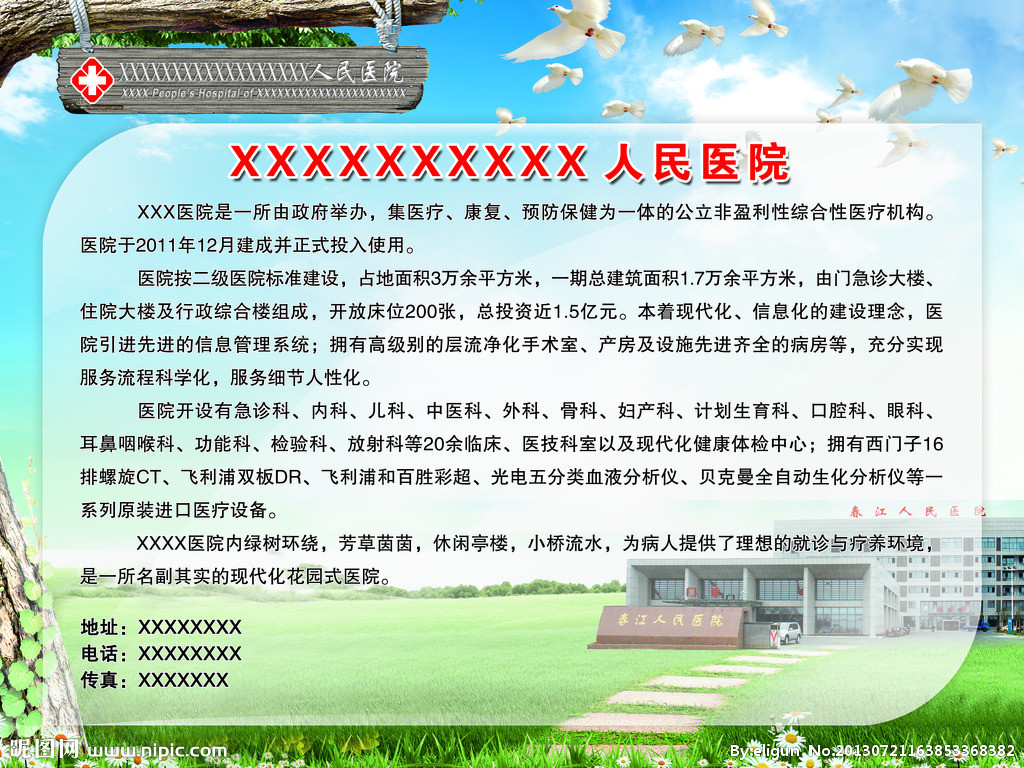 XXXXXXXXXXXXXXXXXX人民医院
XXXX-People's-Hospital-of-XXXXXXXXXXXXXXXXXXXXXX
XXXXXXXXXX 人民医院
XXX医院是一所由政府举办，集医疗、康复、预防保健为一体的公立非盈利性综合性医疗机构。
医院于2011年12月建成并正式投入使用。
医院按二级医院标准建设，占地面积3万余平方米，一期总建筑面积1.7万余平方米，由门急诊大楼、
住院大楼及行政综合楼组成，开放床位200张，总投资近1.5亿元。本着现代化、信息化的建设理念，医
院引进先进的信息管理系统；拥有高级别的层流净化手术室、产房及设施先进齐全的病房等，充分实现
服务流程科学化，服务细节人性化。
医院开设有急诊科、内科、儿科、中医科、外科、骨科、妇产科、计划生育科、口腔科、眼科、
耳鼻咽喉科、功能科、检验科、放射科等20余临床、医技科室以及现代化健康体检中心；拥有西门子16
排螺旋CT、飞利浦双板DR、飞利浦和百胜彩超、光电五分类血液分析仪、贝克曼全自动生化分析仪等一
系列原装进口医疗设备。
春江人民医院
XXXX医院内绿树环绕，芳草茵茵，休闲亭楼，小桥流水，为病人提供了理想的就诊与疗养环境，
是一所名副其实的现代化花园式医院。
春江人民医院
地址：XXXXXXXX
电话：XXXXXXXX
传真：XXXXXXX
昵图网 www.nipic.com
By:eligun No.20130721163853368382